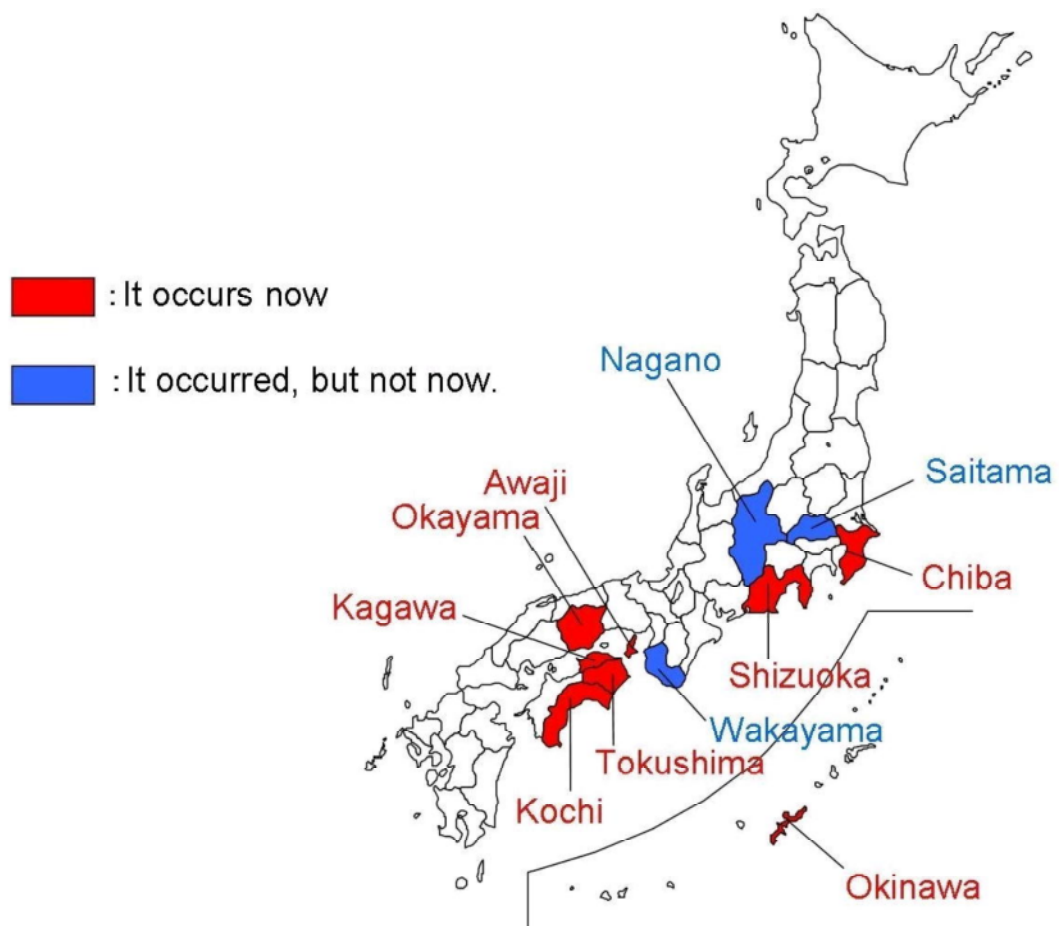 : It occurs now
: It occurred, but not now.
Nagano
Saitama
Awaji
Okayama
Chiba
Kagawa
Shizuoka
Wakayama
Tokushima
Kochi
Okinawa